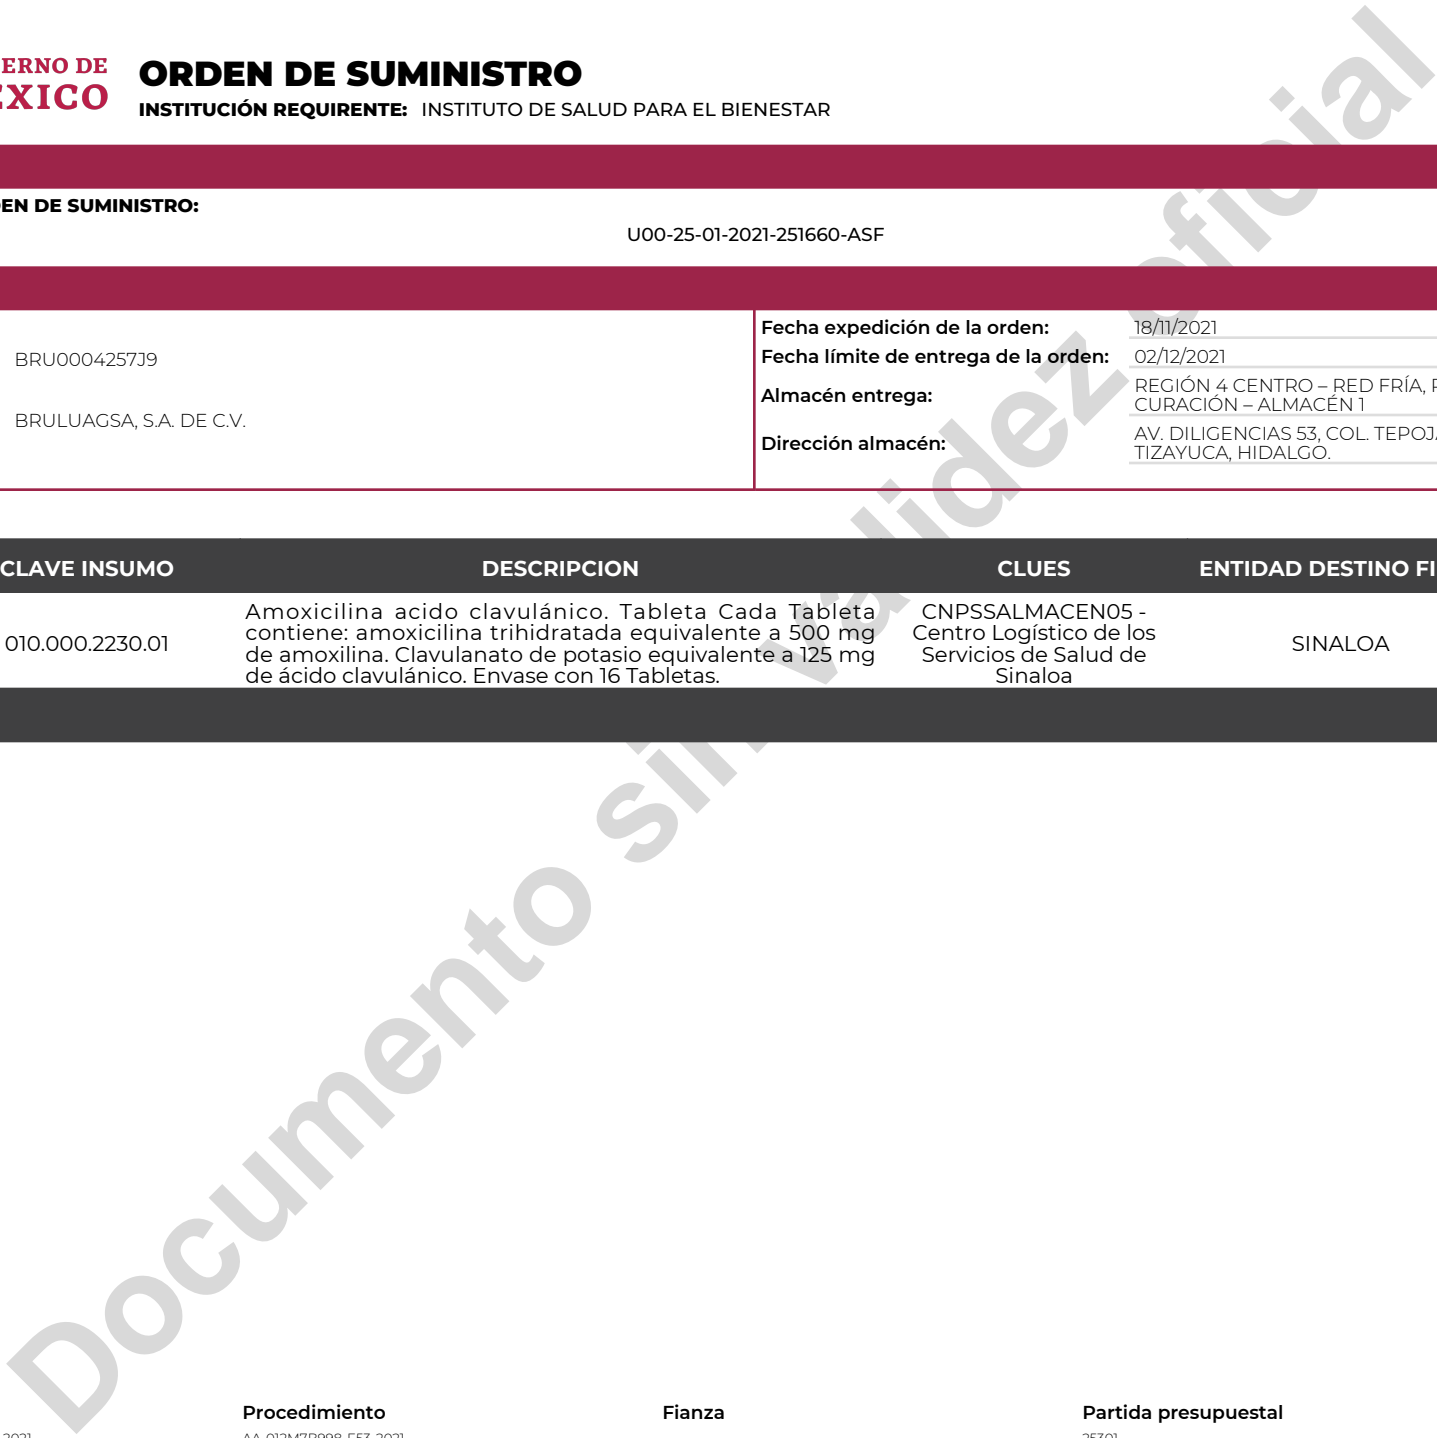 ERNO DE
ORDEN DE SUMINISTRO
INSTITUCIÓN REQUIRENTE: INSTITUTO DE SALUD PARA EL BIENESTAR
EN DE SUMINISTRO:
U00-25-01-2021-251660-ASF
BRU0004257J9
BRULUAGSA, S.A. DE C.V.
Fecha expedición de la orden: 18/11/2021
Fecha límite de entrega de la orden: 02/12/2021
Almacén entrega:
REGIÓN 4 CENTRO – RED FRÍA,
CURACIÓN – ALMACÉN 1
Dirección almacén:
AV. DILIGENCIAS 53, COL. TEPOJ
TIZAYUCA, HIDALGO.
CLAVE INSUMO DESCRIPCION CLUES ENTIDAD DESTINO FI
010.000.2230.01
Amoxicilina acido clavulánico. Tableta Cada Tableta
contiene: amoxicilina trihidratada equivalente a 500 mg
de amoxilina. Clavulanato de potasio equivalente a 125 mg
de ácido clavulánico. Envase con 16 Tabletas.
CNPSSALMACEN05 -
Centro Logístico de los
Servicios de Salud de
Sinaloa
SINALOA
Documento sin validez oficial
Procedimiento Fianza Partida presupuestal